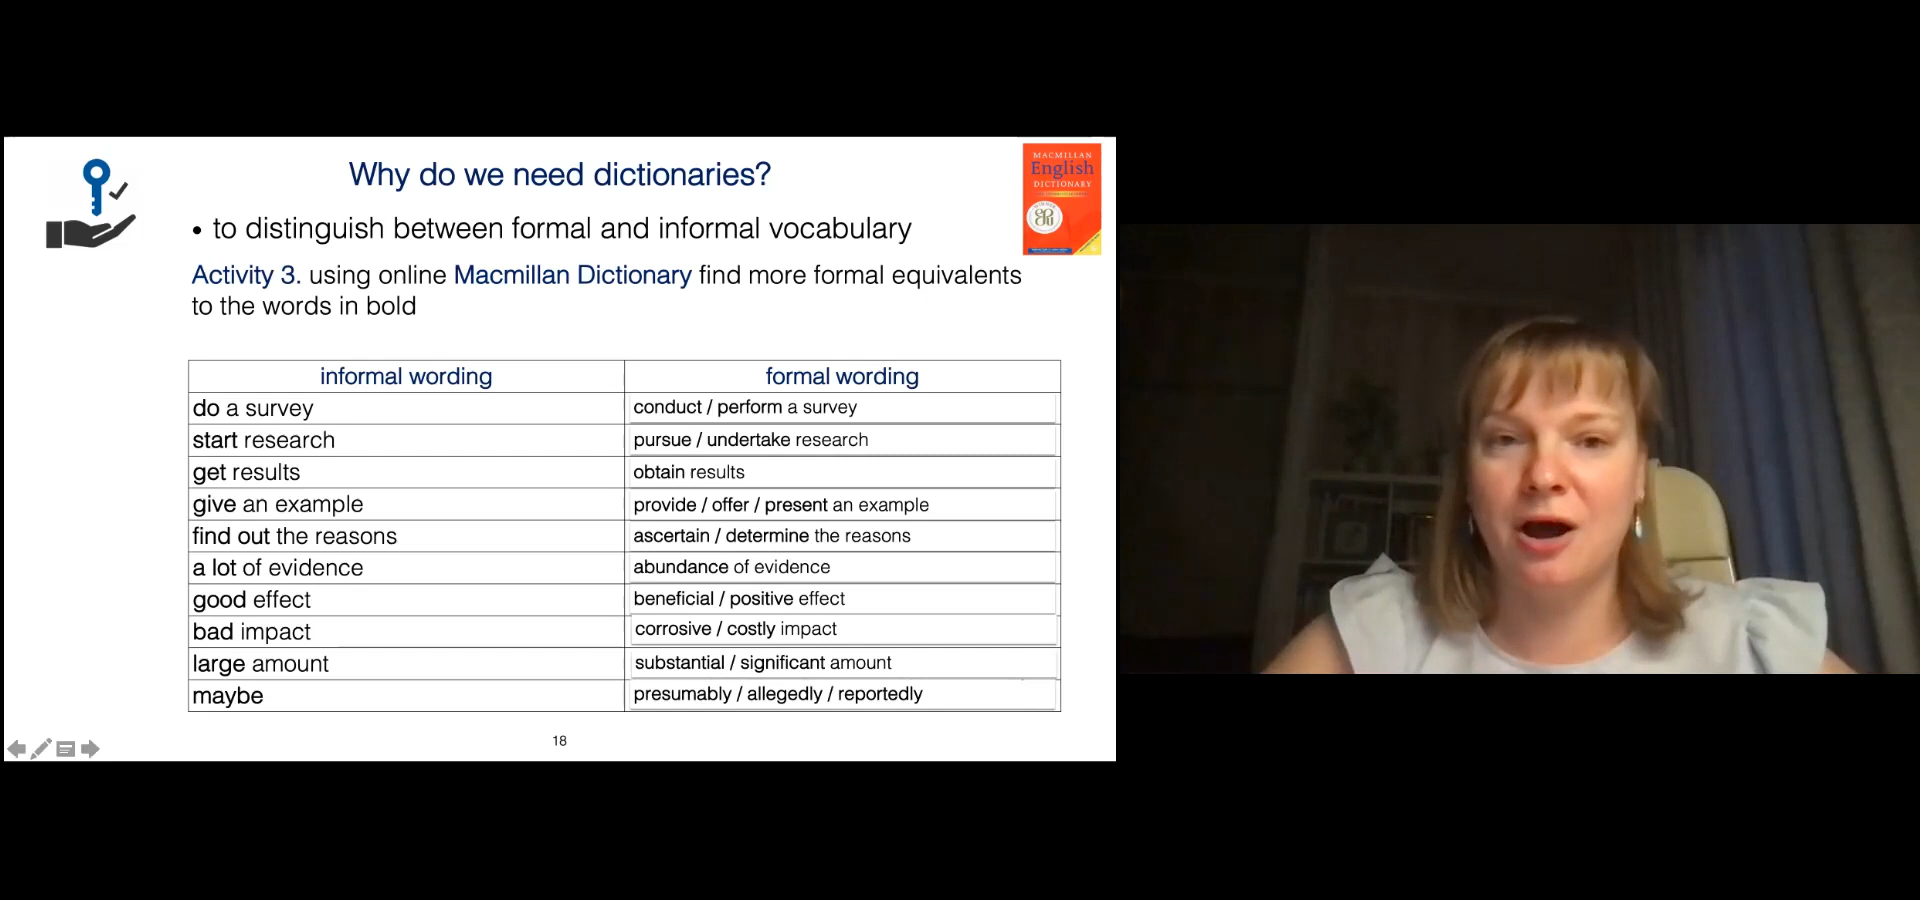 Why do we need dictionaries?
MACMILLAN
English
DICTIONARY
• to distinguish between formal and informal vocabulary
Activity 3. using online Macmillan Dictionary find more formal equivalents
to the words in bold
informal wording formal wording
do a survey conduct / perform a survey
start research pursue / undertake research
get results obtain results
give an example provide / offer / present an example
find out the reasons ascertain / determine the reasons
a lot of evidence abundance of evidence
good effect beneficial / positive effect
bad impact corrosive / costly impact
large amount substantial / significant amount
maybe presumably / allegedly / reportedly
18